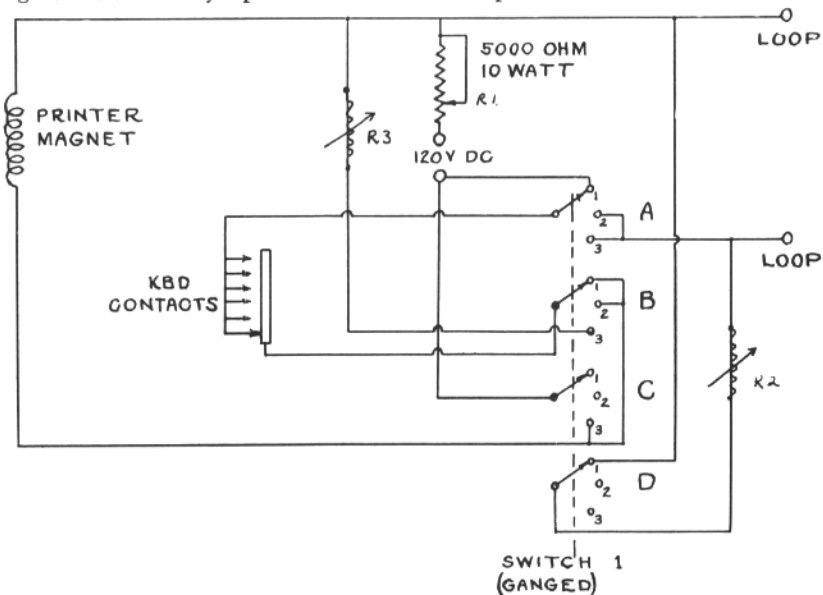 LOOP
5000 OHM
10 WATT
R1
PRINTER
MAGNET
R3
120V DC
1
2
3
A
LOOP
KBD
CONTACTS
1
2
3
B
1
2
3
C
R2
1
2
3
D
SWITCH 1
(GANGED)